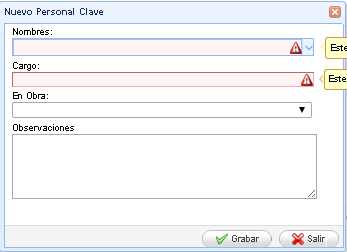 Nuevo Personal Clave
Nombres:
Este
Cargo:
Este
En Obra:
Observaciones
Grabar
Salir